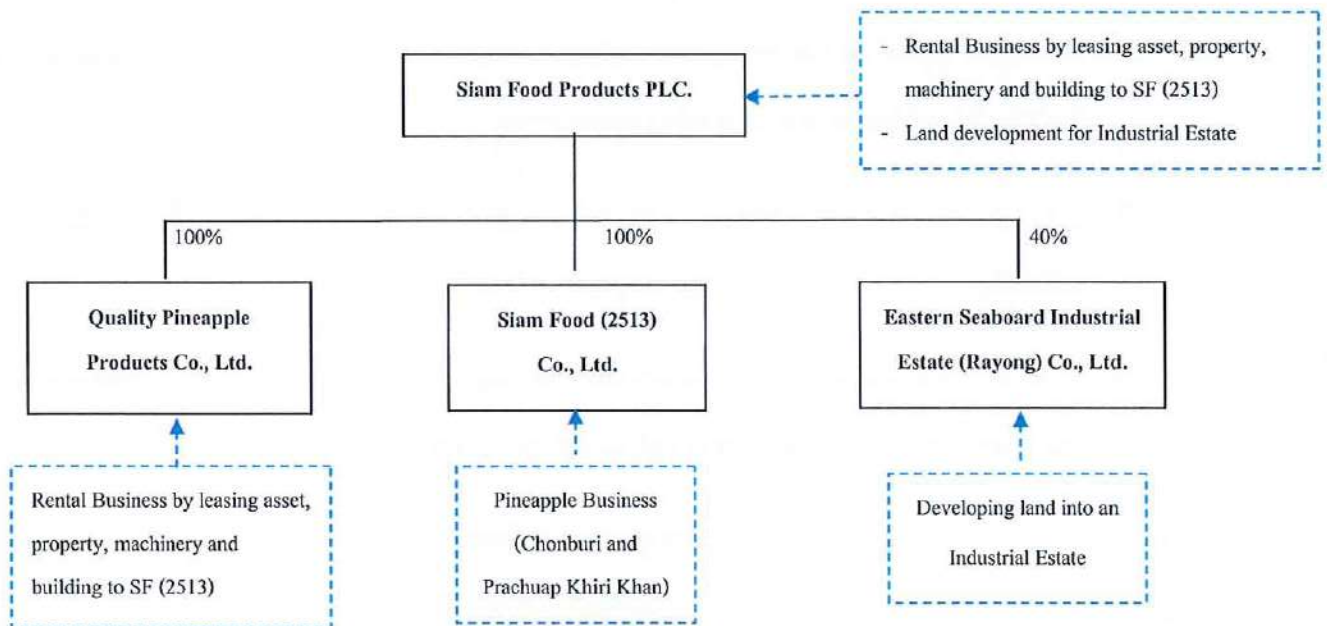 Siam Food Products PLC.
- Rental Business by leasing asset, property,
machinery and building to SF (2513)
- Land development for Industrial Estate
100%
100%
40%
Quality Pineapple
Products Co., Ltd.
Siam Food (2513)
Co., Ltd.
Eastern Seaboard Industrial
Estate (Rayong) Co., Ltd.
Rental Business by leasing asset,
property, machinery and
building to SF (2513)
Pineapple Business
(Chonburi and
Prachuap Khiri Khan)
Developing land into an
Industrial Estate